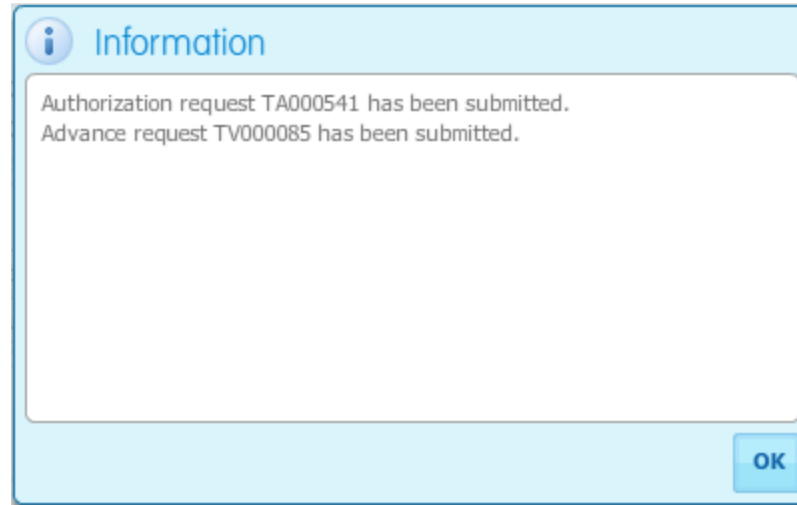 Information
Authorization request TA000541 has been submitted.
Advance request TV000085 has been submitted.
OK